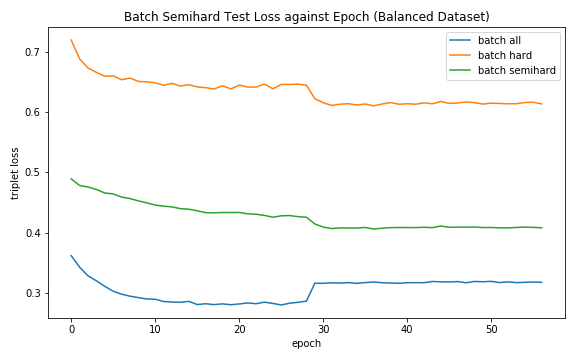 Batch Semihard Test Loss against Epoch (Balanced Dataset)
batch all
batch hard
batch semihard
triplet loss
0.7
0.6
0.5
0.4
0.3
0
10
20
30
40
50
epoch